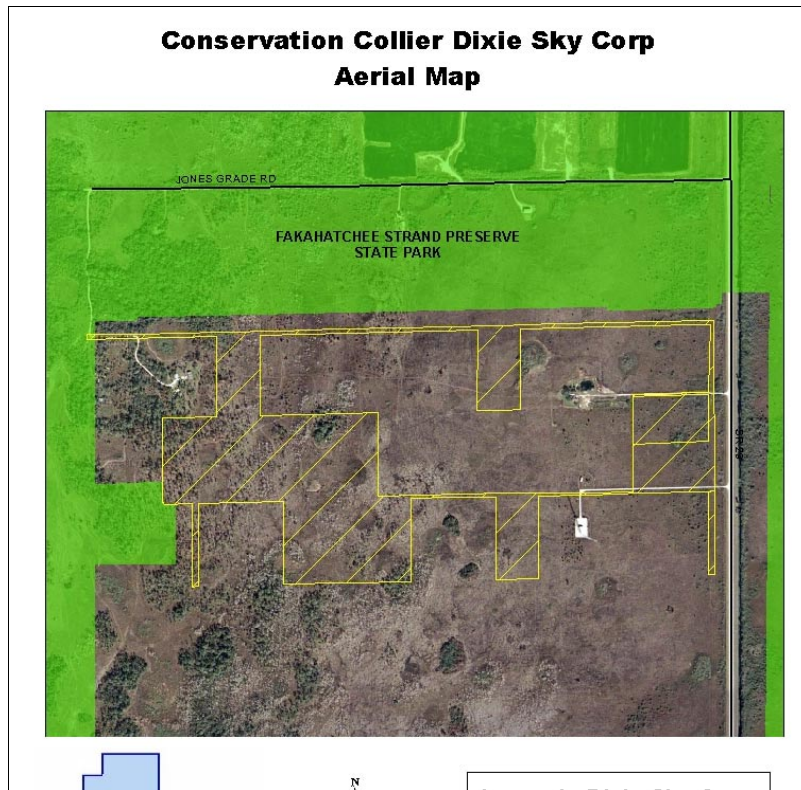 Conservation Collier Dixie Sky Corp
Aerial Map
JONES GRADE RD
FAKAHATCHEE STRAND PRESERVE
STATE PARK
SR 29
N